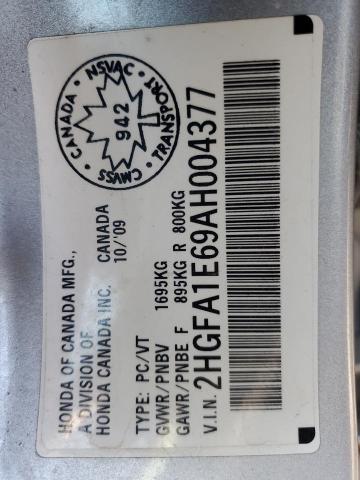 HONDA OF CANADA MFG.,
A DIVISION OF
HONDA CANADA INC. CANADA
10/'09
CANADA · NSVAC · TRANSPORT · CMVSS
942
TYPE: PC/VT
GVWR/PNBV 1695KG
GAWR/PNBE F 895KG R 800KG
V.I.N. 2HGFA1E69AH004377